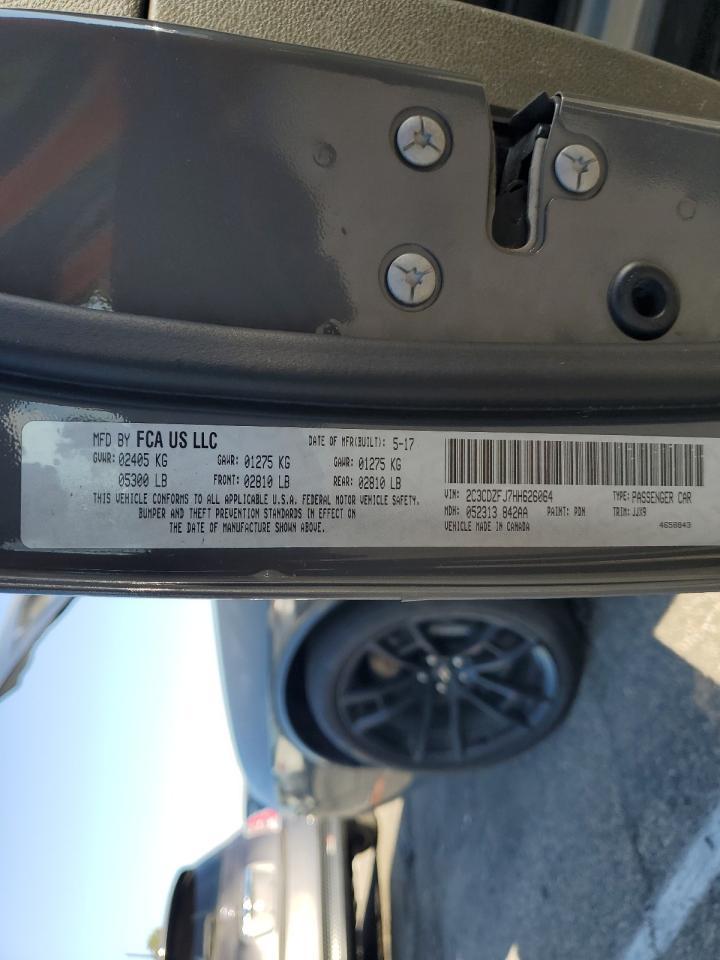 MFD BY FCA US LLC DATE OF MFR(BUILT): 5-17
GVWR: 02405 KG GAWR: 01275 KG GAWR: 01275 KG
05300 LB FRONT: 02810 LB REAR: 02810 LB
THIS VEHICLE CONFORMS TO ALL APPLICABLE U.S.A. FEDERAL MOTOR VEHICLE SAFETY,
BUMPER AND THEFT PREVENTION STANDARDS IN EFFECT ON
THE DATE OF MANUFACTURE SHOWN ABOVE.
VIN: 2C3CDZFJ7HH626064 TYPE: PASSENGER CAR
MDH: 052313 842AA PAINT: PDN TRIM: JJX9
VEHICLE MADE IN CANADA 4658843